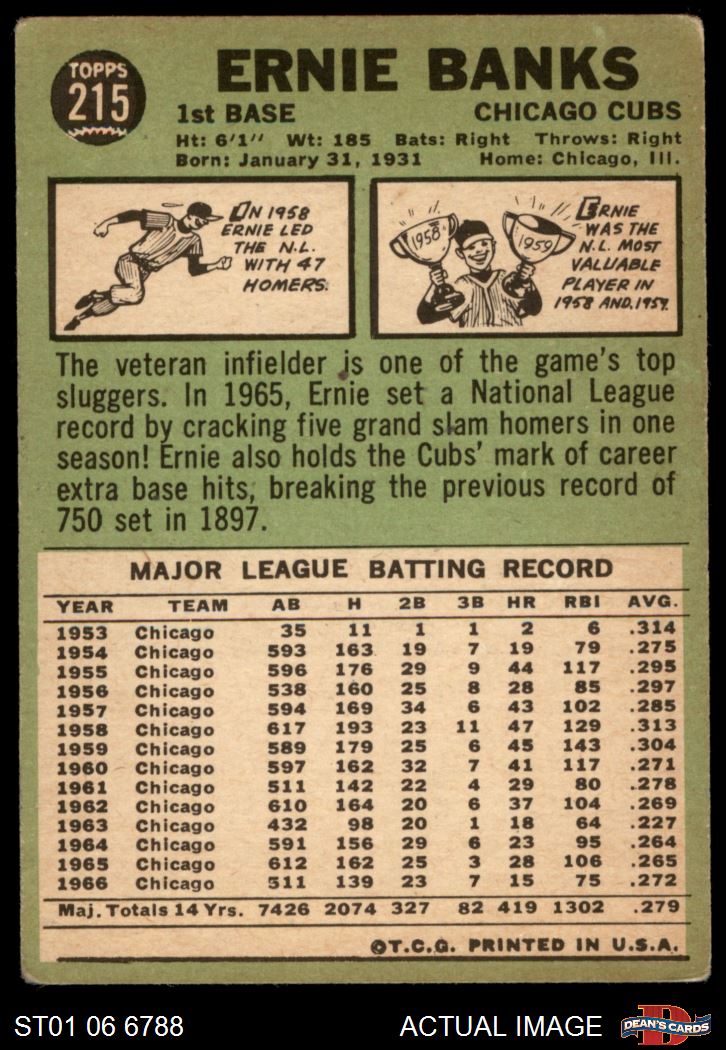 TOPPS
215
ERNIE BANKS
1st BASE CHICAGO CUBS
Ht: 6'1" Wt: 185 Bats: Right Throws: Right
Born: January 31, 1931 Home: Chicago, Ill.
IN 1958
ERNIE LED
THE N.L.
WITH 47
HOMERS.
1958
1959
ERNIE
WAS THE
N.L. MOST
VALUABLE
PLAYER IN
1958 AND 1959.
The veteran infielder is one of the game's top
sluggers. In 1965, Ernie set a National League
record by cracking five grand slam homers in one
season! Ernie also holds the Cubs' mark of career
extra base hits, breaking the previous record of
750 set in 1897.
MAJOR LEAGUE BATTING RECORD
YEAR TEAM AB H 2B 3B HR RBI AVG.
1953 Chicago 35 11 1 1 2 6 .314
1954 Chicago 593 163 19 7 19 79 .275
1955 Chicago 596 176 29 9 44 117 .295
1956 Chicago 538 160 25 8 28 85 .297
1957 Chicago 594 169 34 6 43 102 .285
1958 Chicago 617 193 23 11 47 129 .313
1959 Chicago 589 179 25 6 45 143 .304
1960 Chicago 597 162 32 7 41 117 .271
1961 Chicago 511 142 22 4 29 80 .278
1962 Chicago 610 164 20 6 37 104 .269
1963 Chicago 432 98 20 1 18 64 .227
1964 Chicago 591 156 29 6 23 95 .264
1965 Chicago 612 162 25 3 28 106 .265
1966 Chicago 511 139 23 7 15 75 .272
Maj. Totals 14 Yrs. 7426 2074 327 82 419 1302 .279
©T.C.G. PRINTED IN U.S.A.
ST01 06 6788 ACTUAL IMAGE
D
DEAN'S CARDS